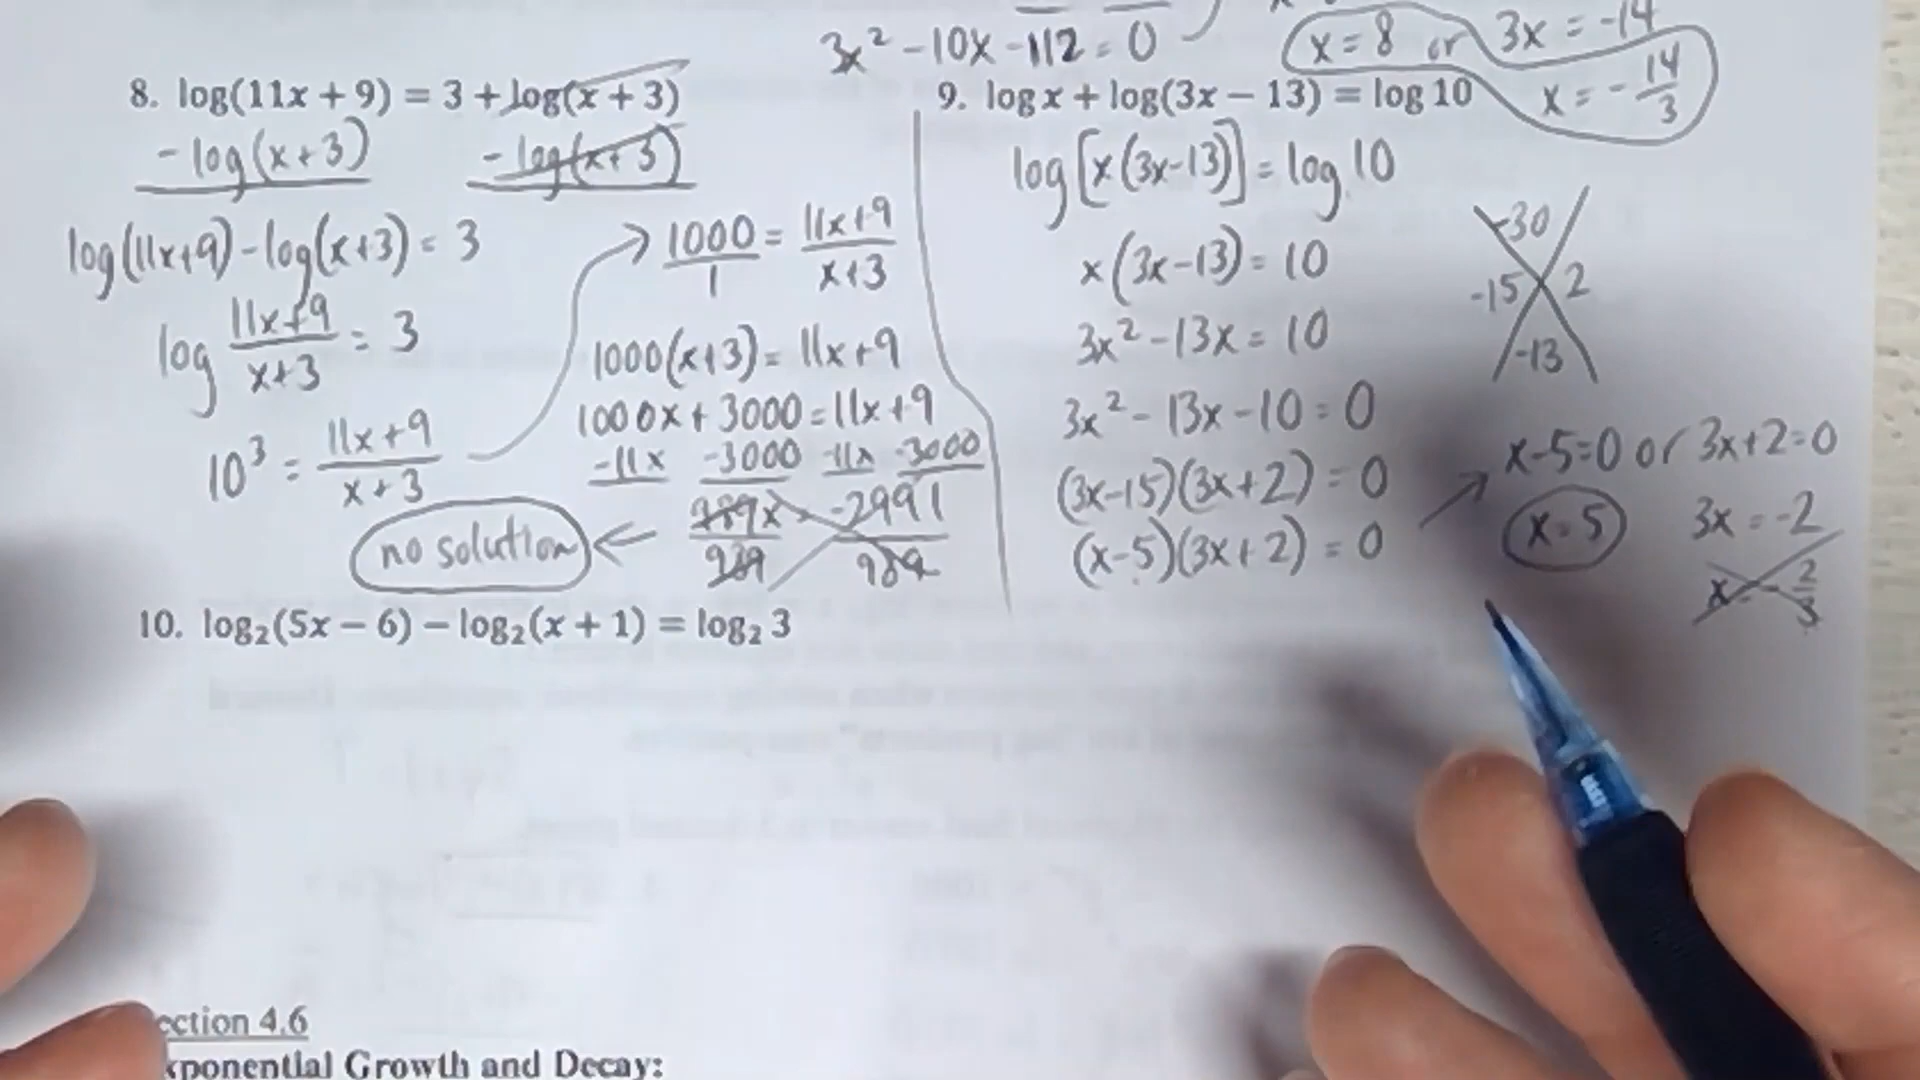 3x² - 10x - 112 = 0
x = 8 or 3x = -14
x = -14/3
8. log(11x + 9) = 3 + log(x + 3)
- log(x+3) - log(x+3)
log(11x+9) - log(x+3) = 3
log (11x+9)/(x+3) = 3
10³ = (11x+9)/(x+3)
1000/1 = (11x+9)/(x+3)
1000(x+3) = 11x+9
1000x + 3000 = 11x + 9
-11x -3000 -11x -3000
989x = -2991
989 989
no solution
9. log x + log(3x − 13) = log 10
log[x(3x-13)] = log 10
x(3x-13) = 10
3x² - 13x = 10
3x² - 13x - 10 = 0
(3x-15)(3x+2) = 0
(x-5)(3x+2) = 0
-30
-15 2
-13
x-5=0 or 3x+2=0
x = 5 3x = -2
x = -2/3
10. log₂(5x − 6) − log₂(x + 1) = log₂ 3
ection 4.6
xponential Growth and Decay: